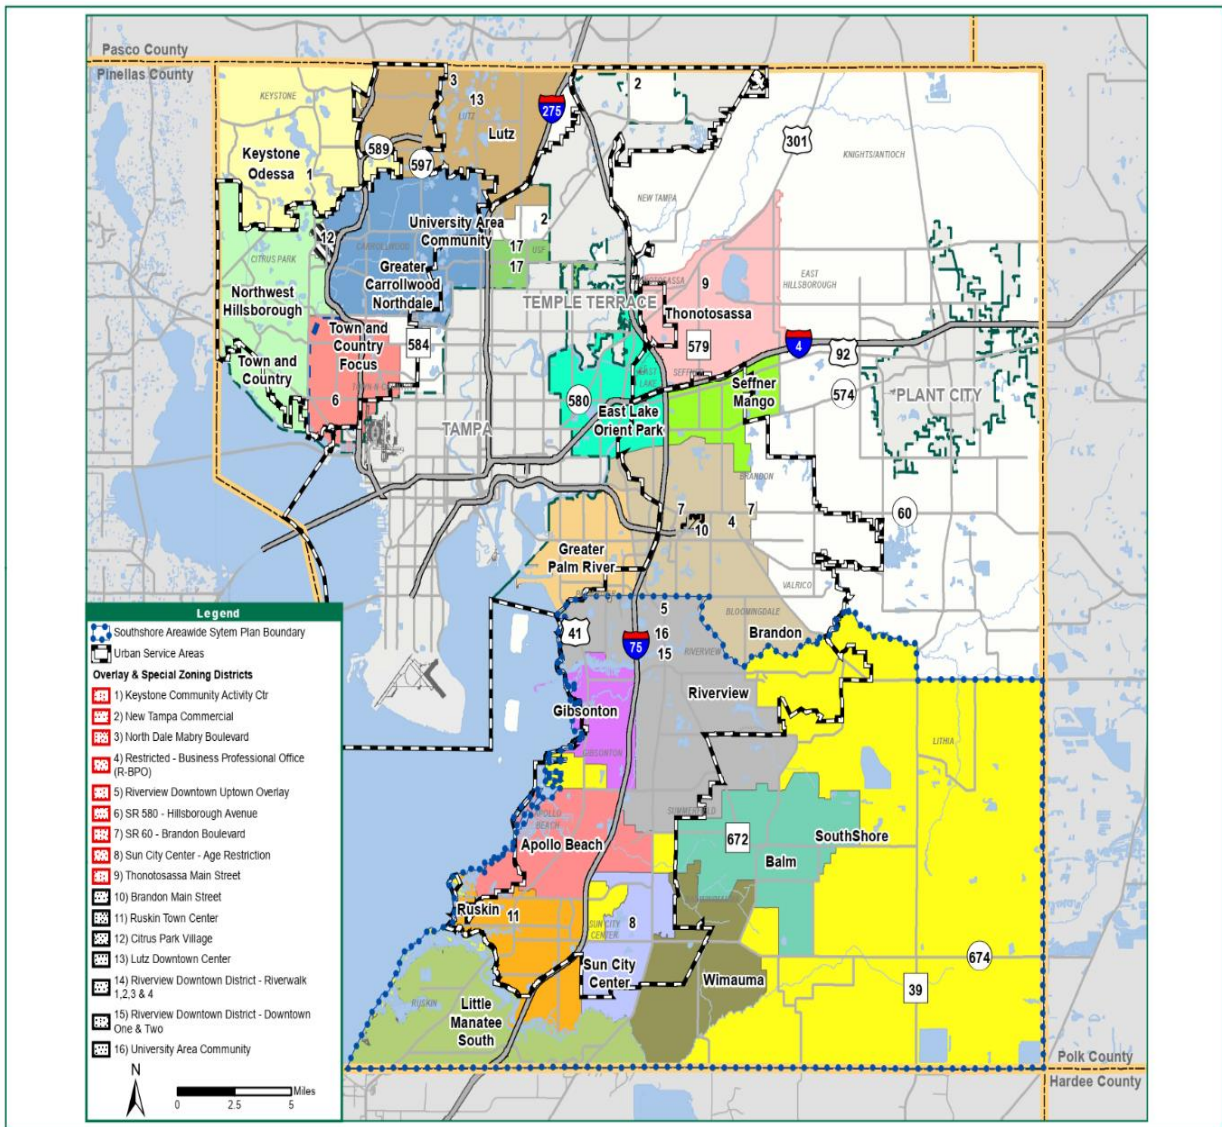 Pasco County
Pinellas County
KEYSTONE
Keystone
Odessa
1
3
13
LUTZ
Lutz
275
2
301
KNIGHTS/ANTIOCH
589
597
NEW TAMPA
12
CITRUS PARK
CARROLLWOOD
University Area
Community
2
17
USF
17
Greater
Carrollwood
Northdale
Northwest
Hillsborough
TEMPLE TERRACE
9
Thonotosassa
EAST
HILLSBOROUGH
Town and
Country
Focus
584
579
4
92
Town and
Country
6
580
EAST
LAKE
SEFFNER
Seffner
Mango
574
PLANT CITY
East Lake
Orient Park
TAMPA
BRANDON
7
10
4
7
60
Greater
Palm River
VALRICO
BLOOMINGDALE
Brandon
5
41
16
75
15
RIVERVIEW
Riverview
Gibsonton
GIBSONTON
LITHIA
APOLLO
BEACH
Apollo Beach
SUMMERFIELD
672
SouthShore
Balm
Ruskin
11
SUN CITY
CENTER
8
Sun City
Center
Wimauma
674
39
RUSKIN
Little
Manatee
South
Polk County
Hardee County
Legend
Southshore Areawide Sytem Plan Boundary
Urban Service Areas
Overlay & Special Zoning Districts
1) Keystone Community Activity Ctr
2) New Tampa Commercial
3) North Dale Mabry Boulevard
4) Restricted - Business Professional Office
(R-BPO)
5) Riverview Downtown Uptown Overlay
6) SR 580 - Hillsborough Avenue
7) SR 60 - Brandon Boulevard
8) Sun City Center - Age Restriction
9) Thonotosassa Main Street
10) Brandon Main Street
11) Ruskin Town Center
12) Citrus Park Village
13) Lutz Downtown Center
14) Riverview Downtown District - Riverwalk
1,2,3 & 4
15) Riverview Downtown District - Downtown
One & Two
16) University Area Community
N
Miles
0 2.5 5